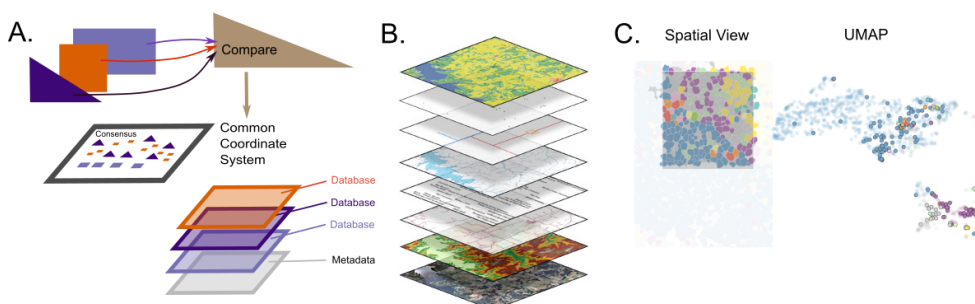 A.
Compare
Consensus
Common
Coordinate
System
Database
Database
Database
Metadata
B.
C.
Spatial View
UMAP